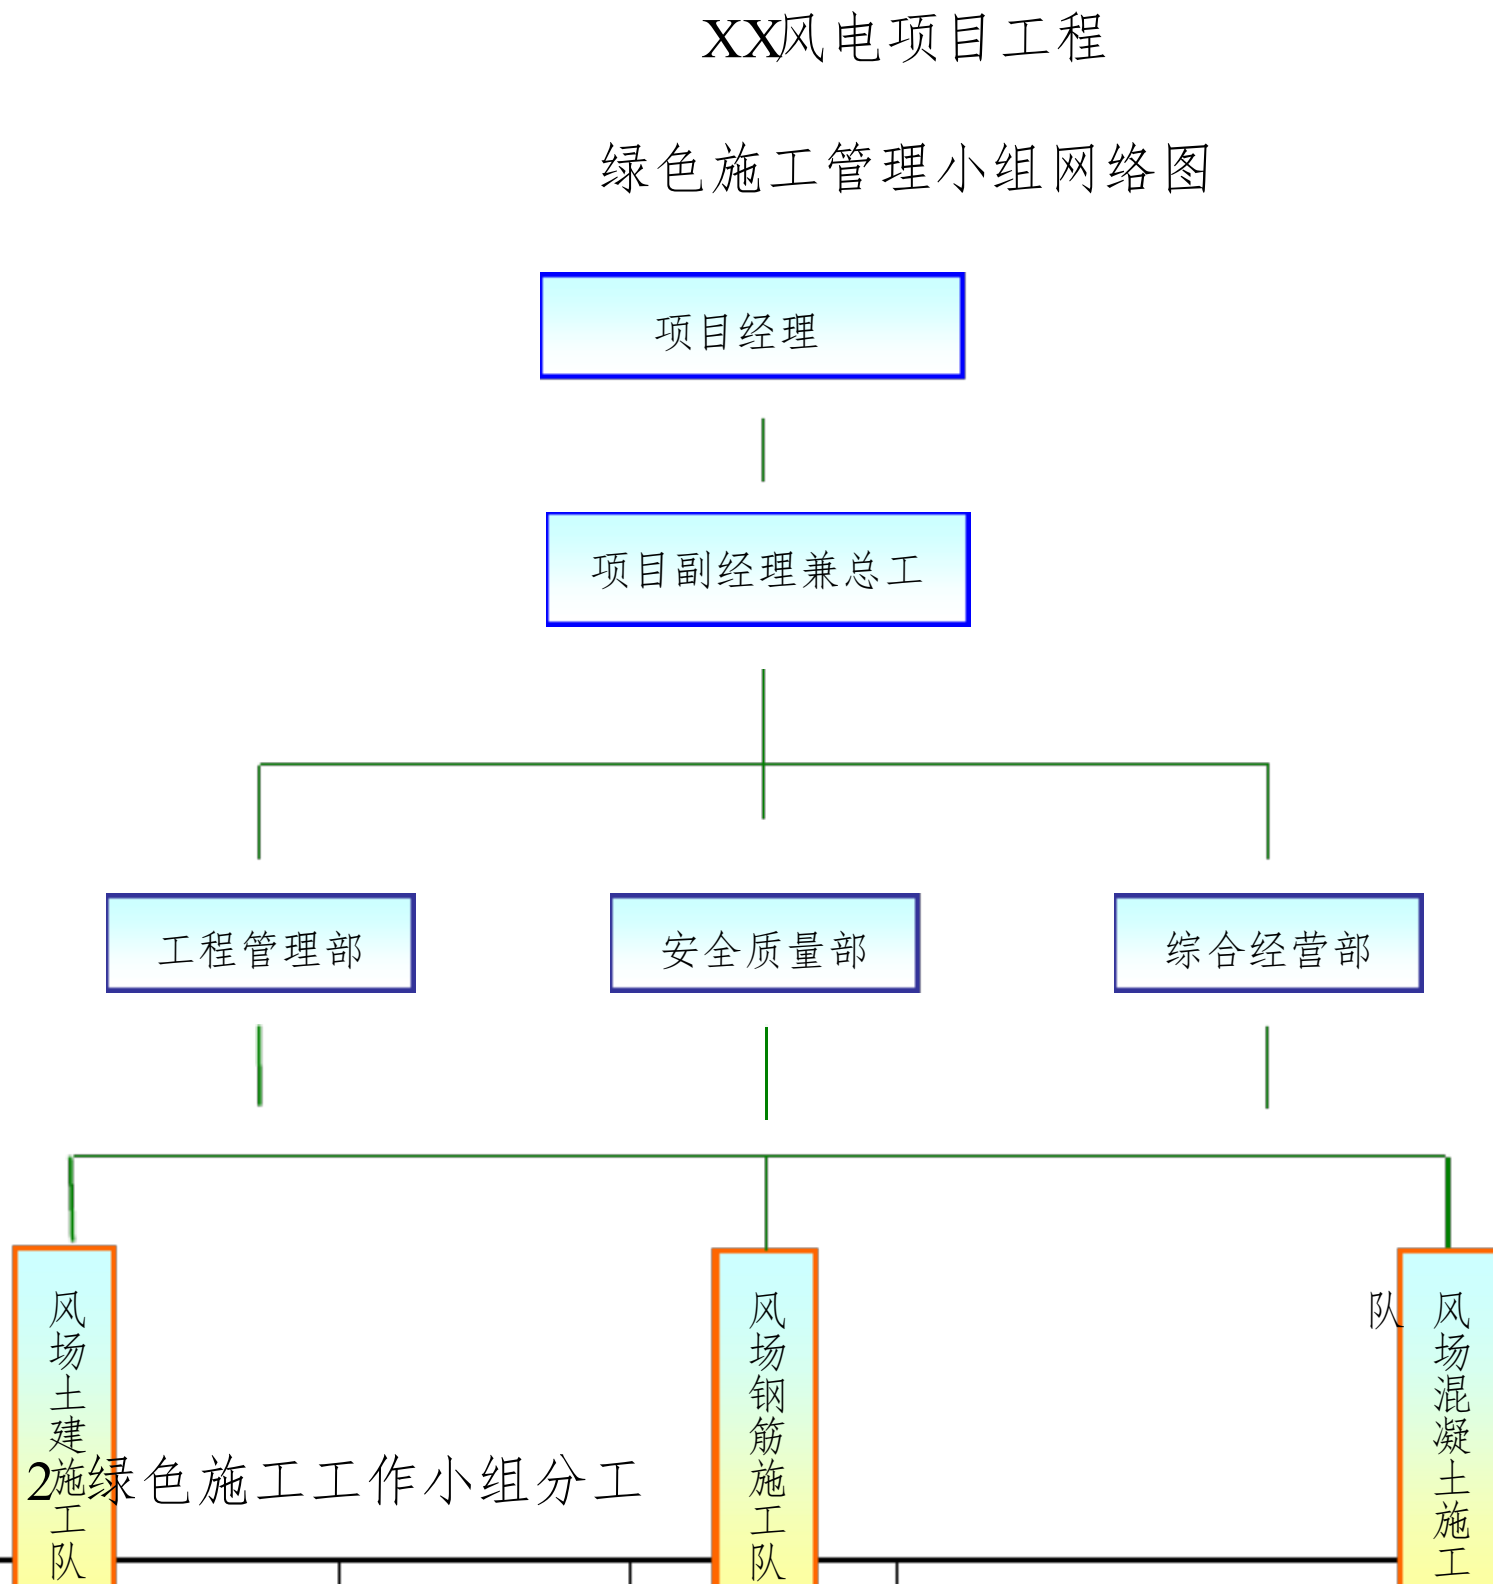 XX风电项目工程
绿色施工管理小组网络图
项目经理
项目副经理兼总工
工程管理部
安全质量部
综合经营部
风场土建施工队
风场钢筋施工队
风场混凝土施工
队
2绿色施工工作小组分工